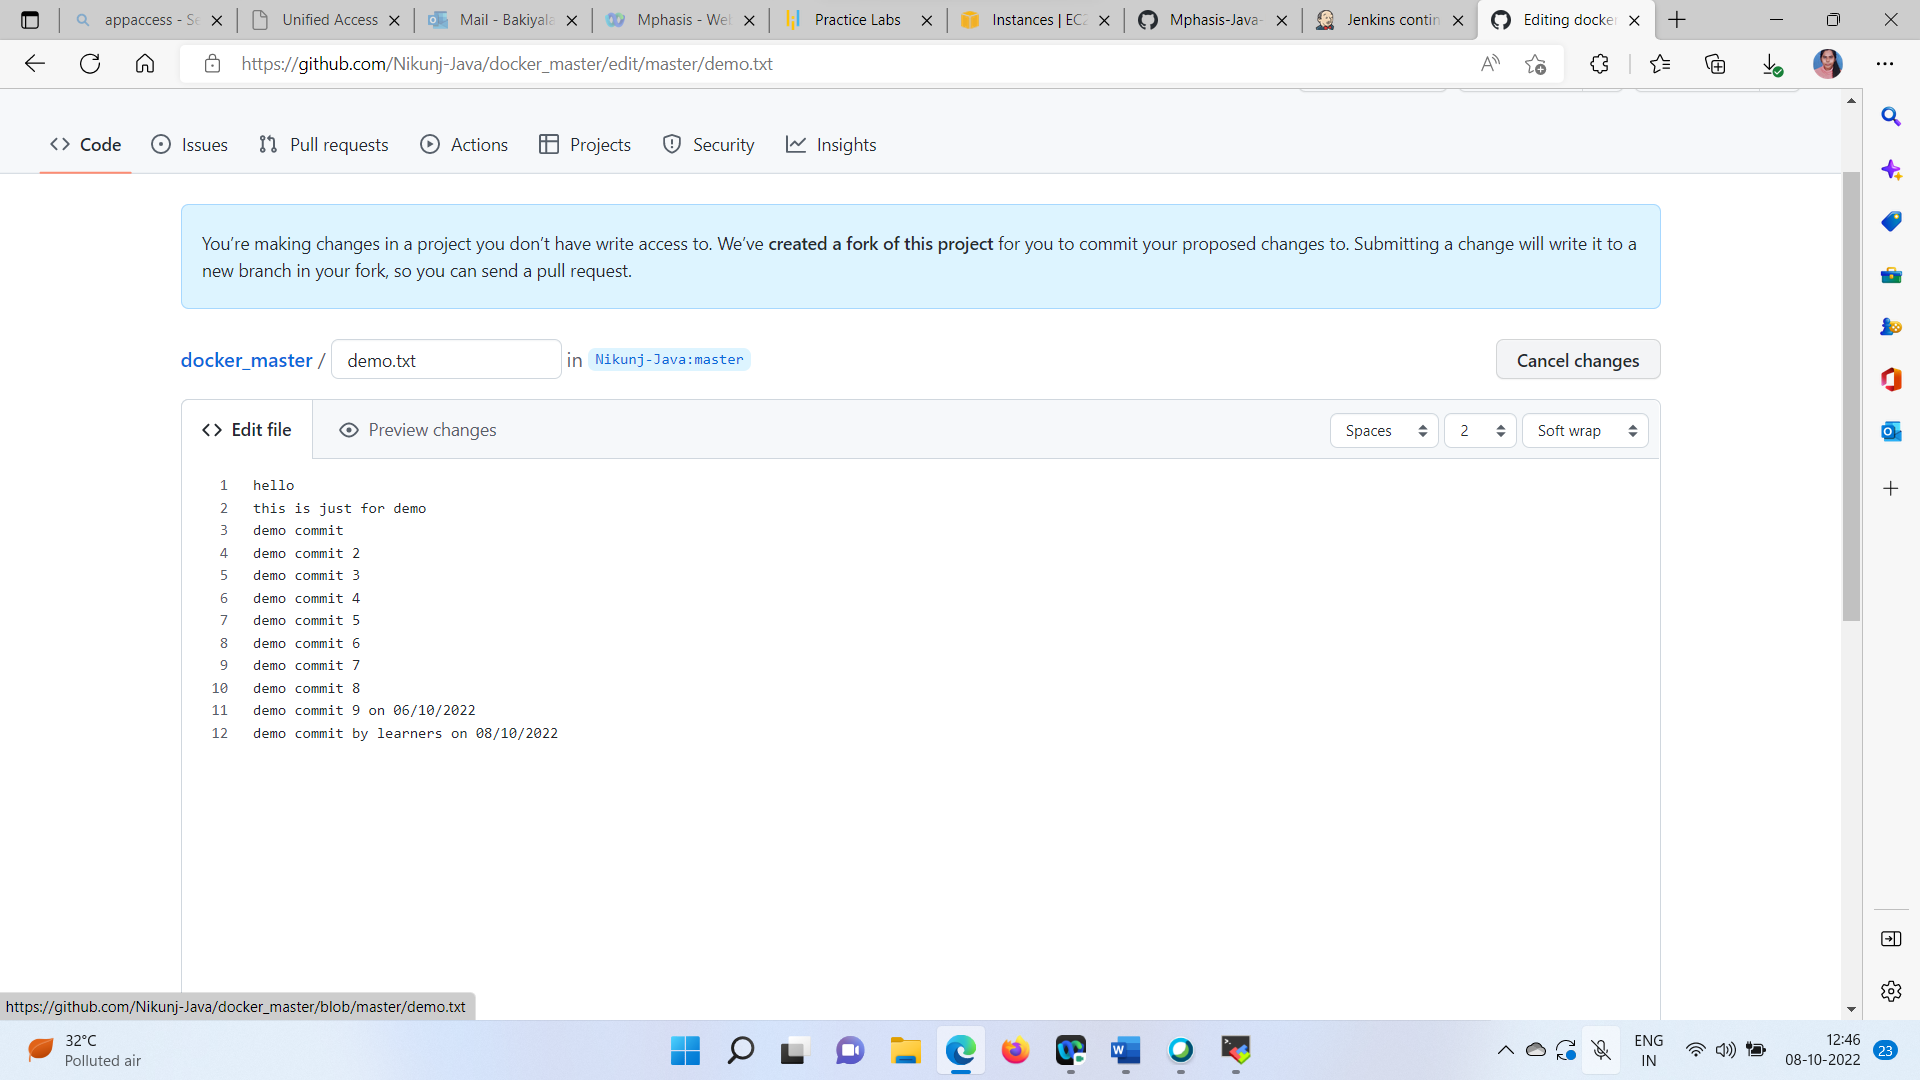 appaccess - Se
Unified Access
Mail - Bakiyala
Mphasis - Wel
Practice Labs
Instances | EC2
Mphasis-Java-
Jenkins contin
Editing docker
https://github.com/Nikunj-Java/docker_master/edit/master/demo.txt
Code
Issues
Pull requests
Actions
Projects
Security
Insights
You're making changes in a project you don't have write access to. We've created a fork of this project for you to commit your proposed changes to. Submitting a change will write it to a
new branch in your fork, so you can send a pull request.
docker_master / demo.txt in Nikunj-Java:master
Cancel changes
Edit file
Preview changes
Spaces
2
Soft wrap
1 hello
2 this is just for demo
3 demo commit
4 demo commit 2
5 demo commit 3
6 demo commit 4
7 demo commit 5
8 demo commit 6
9 demo commit 7
10 demo commit 8
11 demo commit 9 on 06/10/2022
12 demo commit by learners on 08/10/2022
https://github.com/Nikunj-Java/docker_master/blob/master/demo.txt
32°C
Polluted air
ENG
IN
12:46
08-10-2022
23